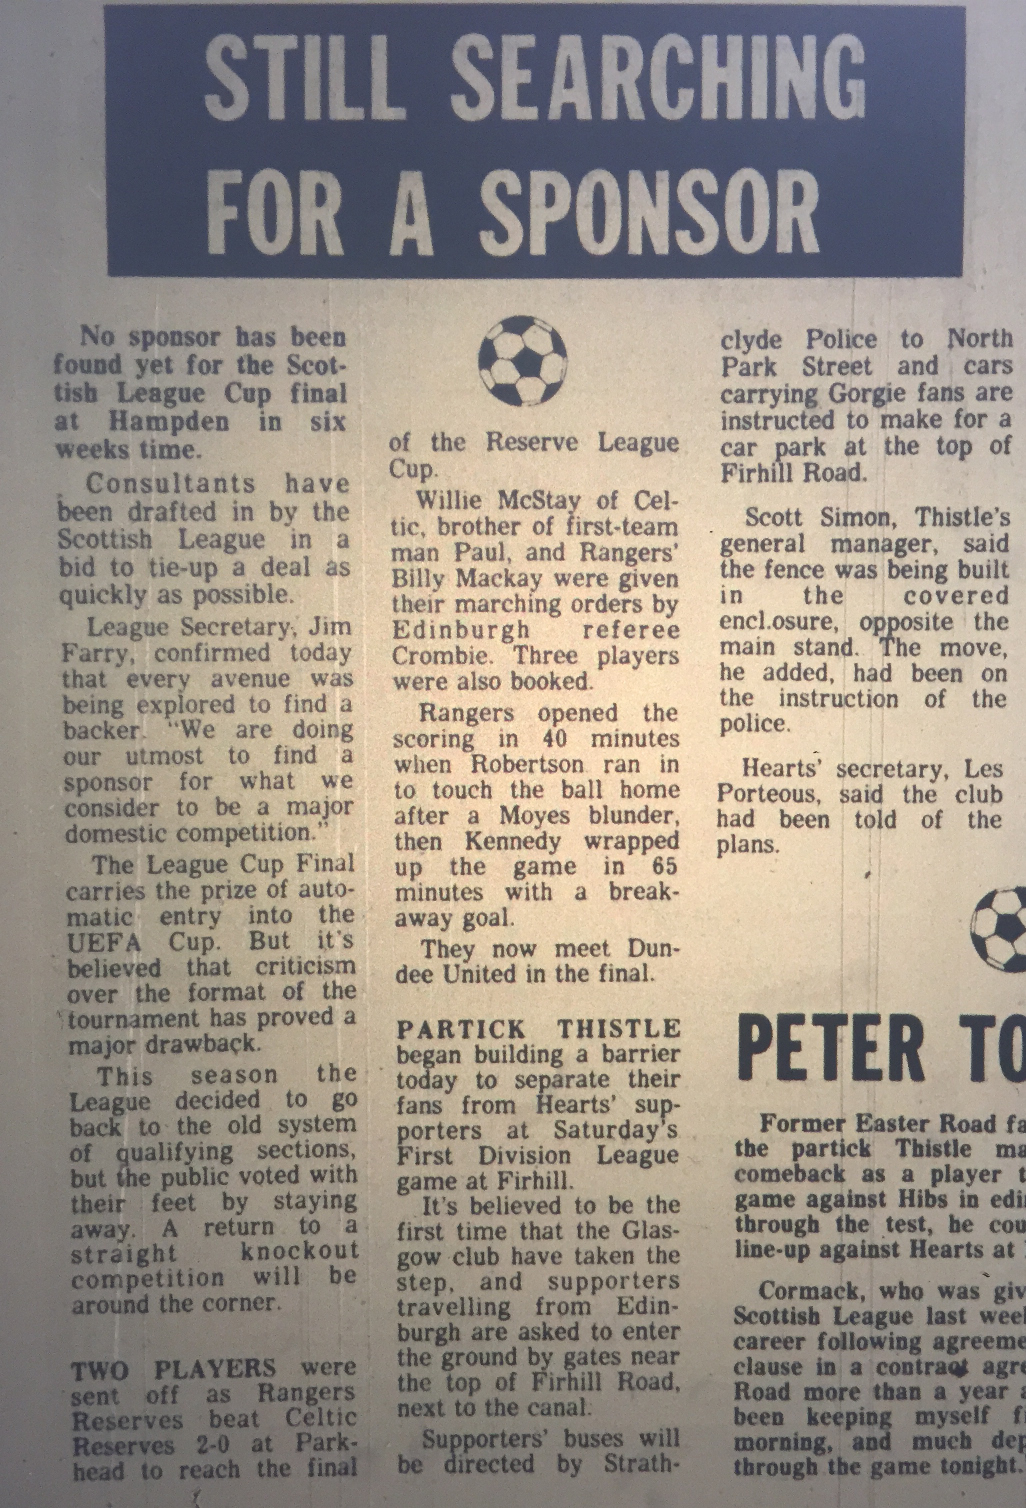 STILL SEARCHING
FOR A SPONSOR
No sponsor has been
found yet for the Scot-
tish League Cup final
at Hampden in six
weeks time.
Consultants have
been drafted in by the
Scottish League in a
bid to tie-up a deal as
quickly as possible.
League Secretary, Jim
Farry, confirmed today
that every avenue was
being explored to find a
backer. "We are doing
our utmost to find a
sponsor for what we
consider to be a major
domestic competition."
The League Cup Final
carries the prize of auto-
matic entry into the
UEFA Cup. But it's
believed that criticism
over the format of the
tournament has proved a
major drawback.
This season the
League decided to go
back to the old system
of qualifying sections,
but the public voted with
their feet by staying
away. A return to a
straight knockout
competition will be
around the corner.
TWO PLAYERS were
sent off as Rangers
Reserves beat Celtic
Reserves 2-0 at Park-
head to reach the final
of the Reserve League
Cup.
Willie McStay of Cel-
tic, brother of first-team
man Paul, and Rangers'
Billy Mackay were given
their marching orders by
Edinburgh referee
Crombie. Three players
were also booked.
Rangers opened the
scoring in 40 minutes
when Robertson ran in
to touch the ball home
after a Moyes blunder,
then Kennedy wrapped
up the game in 65
minutes with a break-
away goal.
They now meet Dun-
dee United in the final.
PARTICK THISTLE
began building a barrier
today to separate their
fans from Hearts' sup-
porters at Saturday's
First Division League
game at Firhill.
It's believed to be the
first time that the Glas-
gow club have taken the
step, and supporters
travelling from Edin-
burgh are asked to enter
the ground by gates near
the top of Firhill Road,
next to the canal.
Supporters' buses will
be directed by Strath-
clyde Police to North
Park Street and cars
carrying Gorgie fans are
instructed to make for a
car park at the top of
Firhill Road.
Scott Simon, Thistle's
general manager, said
the fence was being built
in the covered
encl.osure, opposite the
main stand. The move,
he added, had been on
the instruction of the
police.
Hearts' secretary, Les
Porteous, said the club
had been told of the
plans.
PETER TO
Former Easter Road fa
the partick Thistle ma
comeback as a player t
game against Hibs in edi
through the test, he cou
line-up against Hearts at
Cormack, who was giv
Scottish League last wee
career following agreeme
clause in a contract agre
Road more than a year a
been keeping myself f
morning, and much dep
through the game tonight.